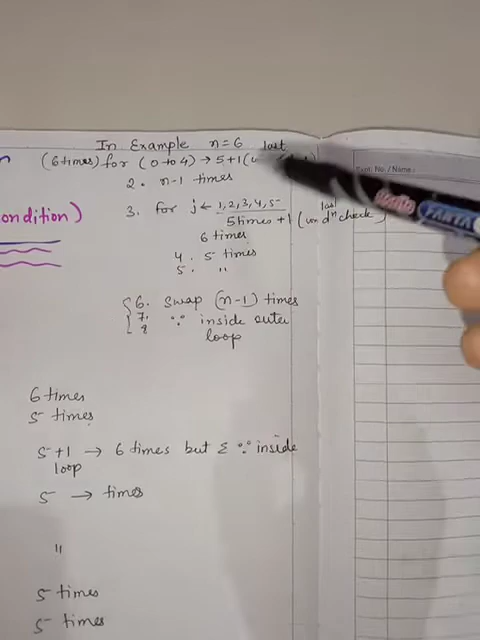 In Example n=6 last
(6 times) for (0 to 4) → 5+1
2. n-1 times
ondition)
3. for j ← 1,2,3,4,5
5 times +1 ( last check
6 times
4. 5 times
5. "
6. swap (n-1) times
7. ∵ inside outer
8 loop
6 times
5 times
5+1 → 6 times but Σ ∵ inside
loop
5 → times
"
5 times
5 times
No. / Name :